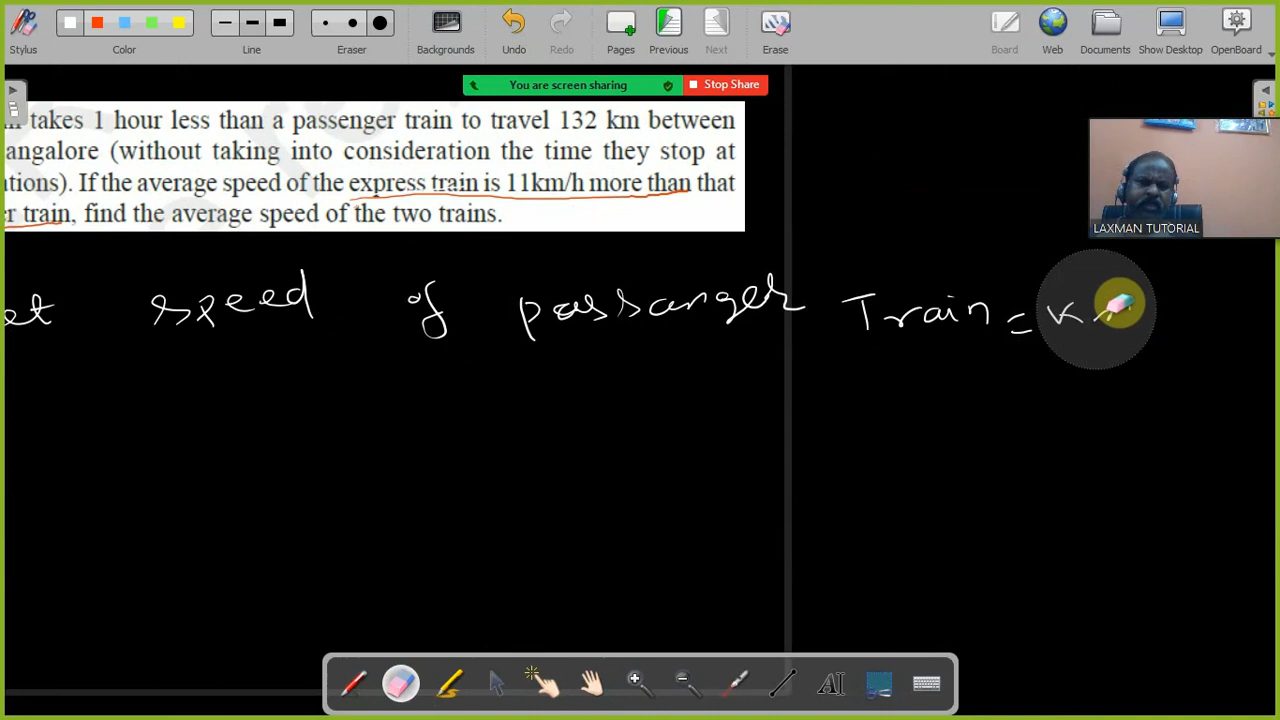 Stylus Color Line Eraser Backgrounds Undo Redo Pages Previous Next Erase Board Web Documents Show Desktop OpenBoard
You are screen sharing Stop Share
takes 1 hour less than a passenger train to travel 132 km between
angalore (without taking into consideration the time they stop at
ations). If the average speed of the express train is 11km/h more than that
er train, find the average speed of the two trains.
LAXMAN TUTORIAL
et speed of passanger Train =
AI